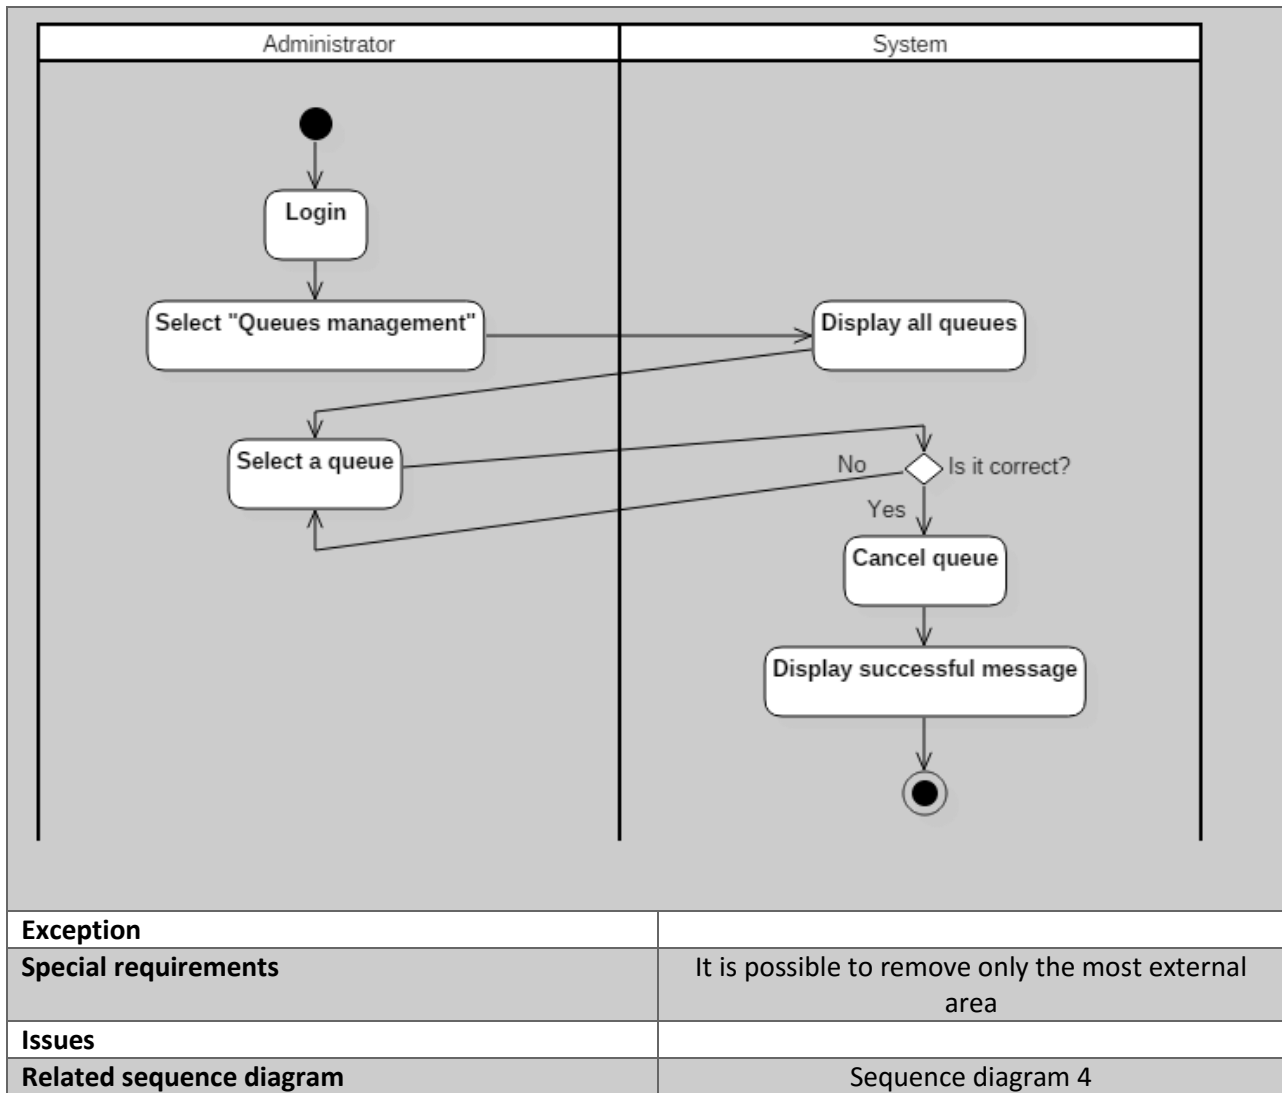 Administrator
System
Login
Select "Queues management"
Display all queues
Select a queue
No
Is it correct?
Yes
Cancel queue
Display successful message
Exception
Special requirements
It is possible to remove only the most external
area
Issues
Related sequence diagram
Sequence diagram 4